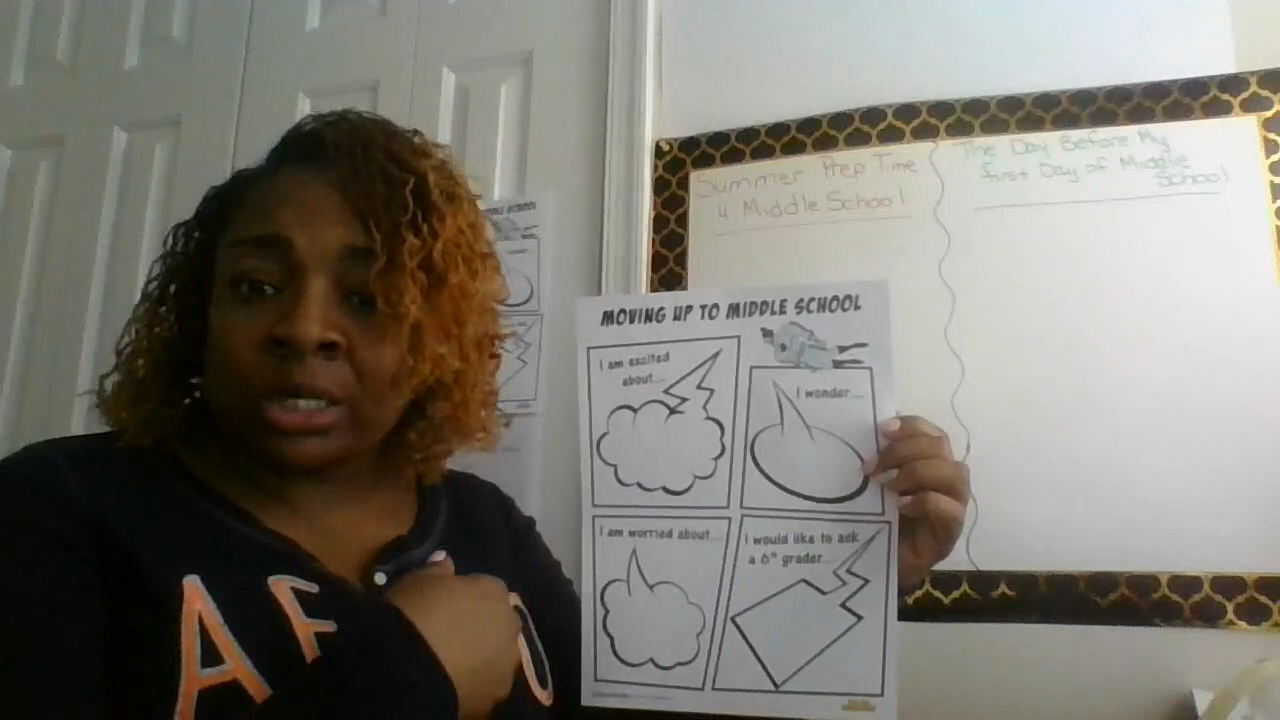 Summer Prep Time
4 Middle School
The Day Before My
first Day of Middle
School
MOVING UP TO MIDDLE SCHOOL
I am excited
about...
I wonder...
I am worried about...
I would like to ask
a 6th grader...
A F